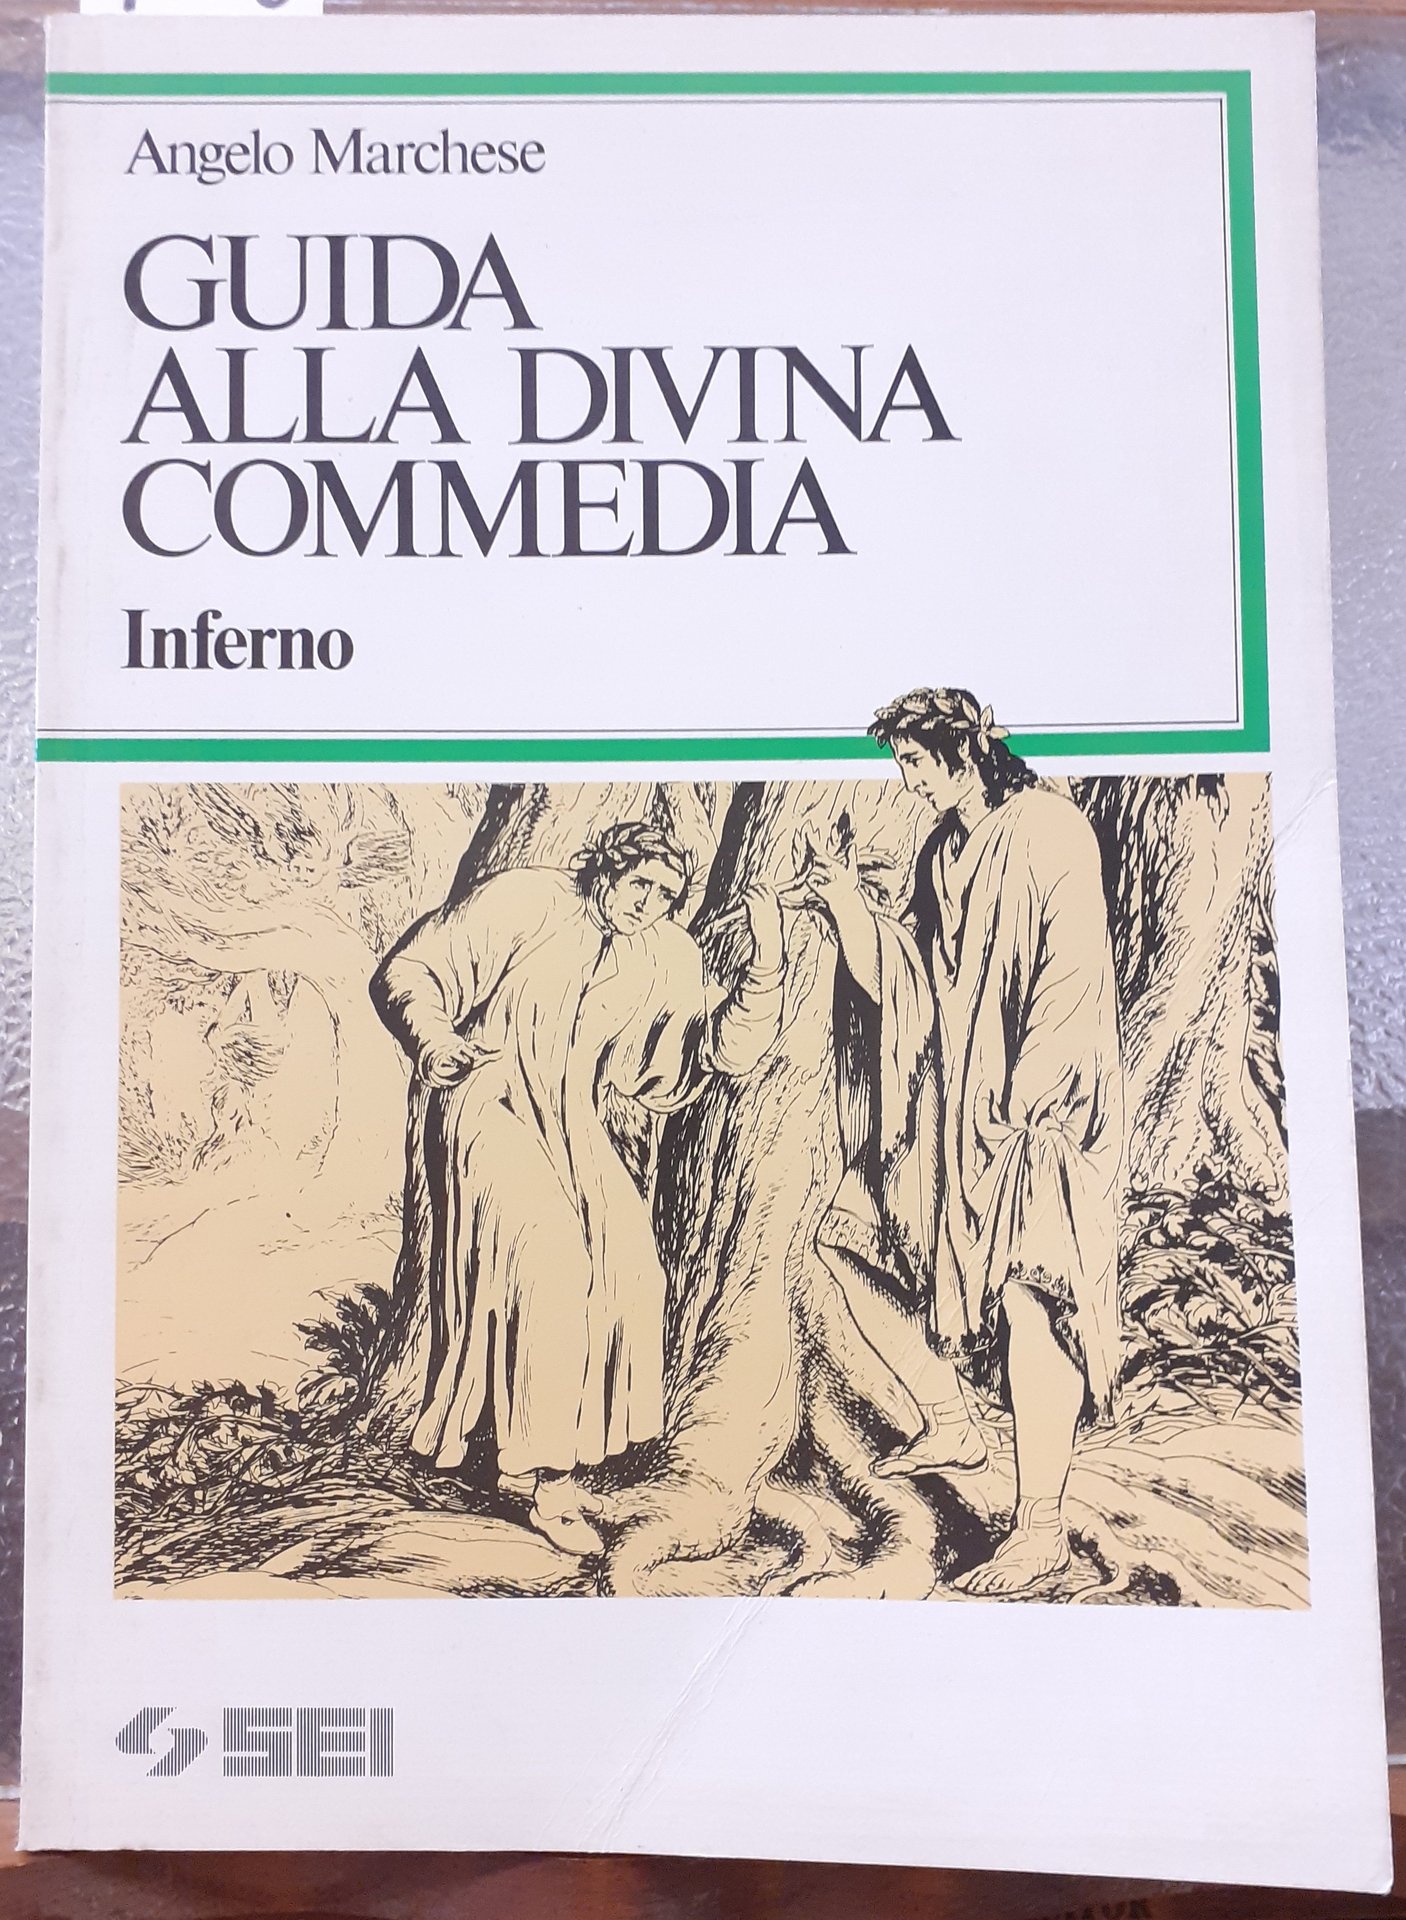 Angelo Marchese
GUIDA
ALLA DIVINA
COMMEDIA
Inferno
SEI